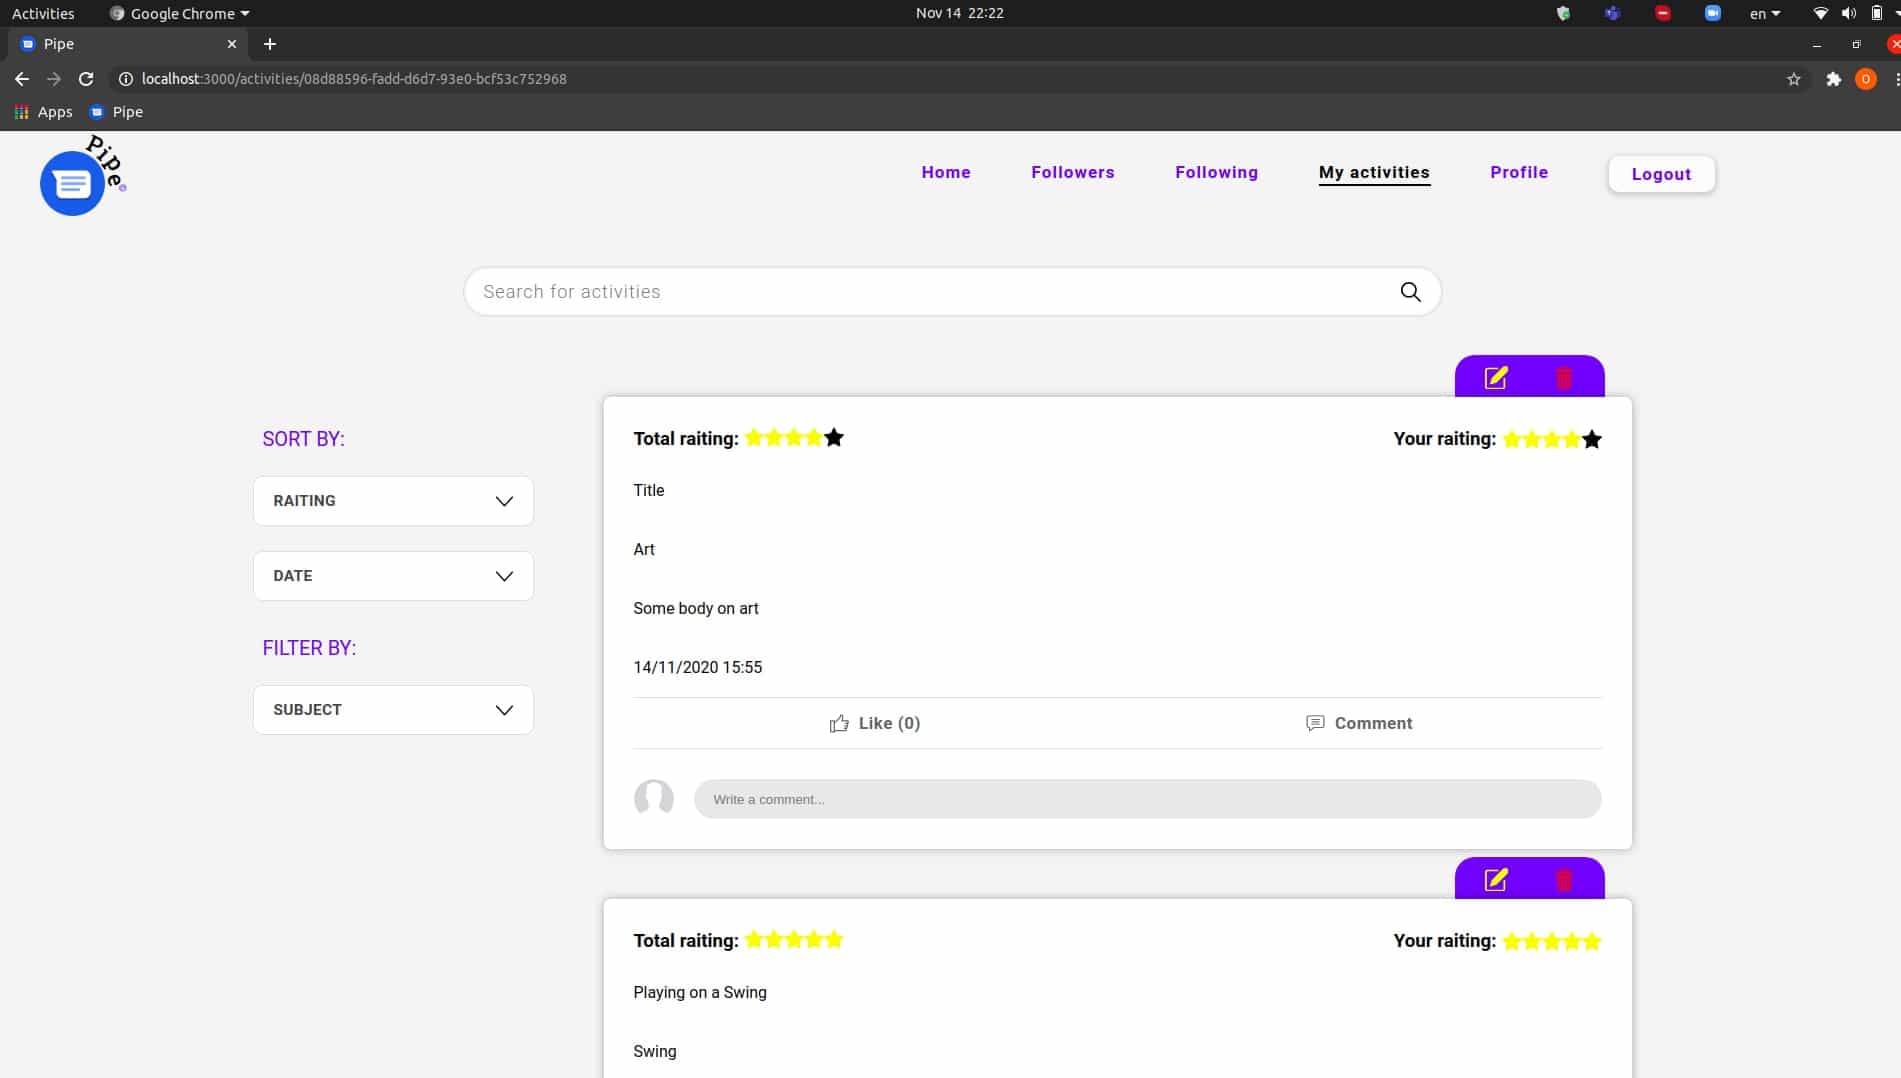 Activities Google Chrome Nov 14 22:22 en
Pipe
localhost:3000/activities/08d88596-fadd-d6d7-93e0-bcf53c752968 O
Apps Pipe
Pipe
Home Followers Following My activities Profile Logout
Search for activities
SORT BY:
RAITING
DATE
FILTER BY:
SUBJECT
Total raiting: Your raiting:
Title
Art
Some body on art
14/11/2020 15:55
Like (0) Comment
Write a comment...
Total raiting: Your raiting:
Playing on a Swing
Swing